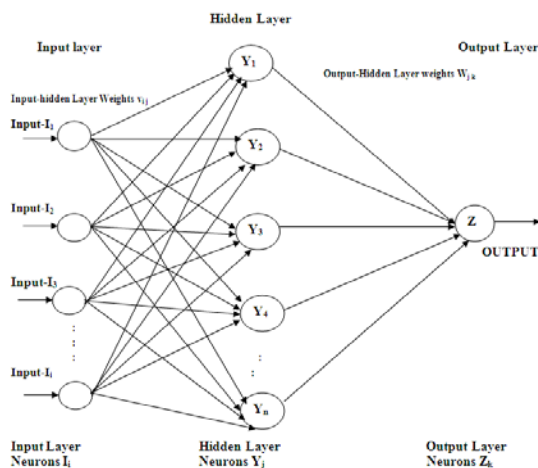 Hidden Layer
Input layer
Output Layer
Y1
Output-Hidden Layer weights Wjk
Input-hidden Layer Weights vij
Input-I1
Y2
Input-I2
Y3
Z
OUTPUT
Input-I3
Y4
Input-Ii
Yn
Input Layer
Neurons Ii
Hidden Layer
Neurons Yj
Output Layer
Neurons Zk